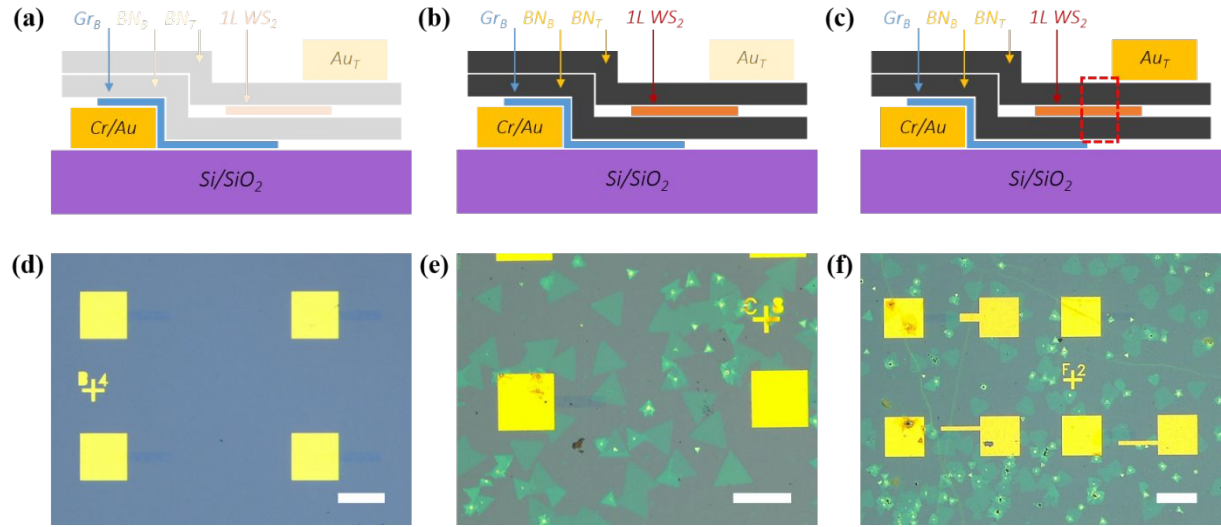 (a)
Gr_B BN_B BN_T 1L WS_2
Au_T
Cr/Au
Si/SiO_2
(b)
Gr_B BN_B BN_T 1L WS_2
Au_T
Cr/Au
Si/SiO_2
(c)
Gr_B BN_B BN_T 1L WS_2
Au_T
Cr/Au
Si/SiO_2
(d)
B 4
(e)
(f)
F 2